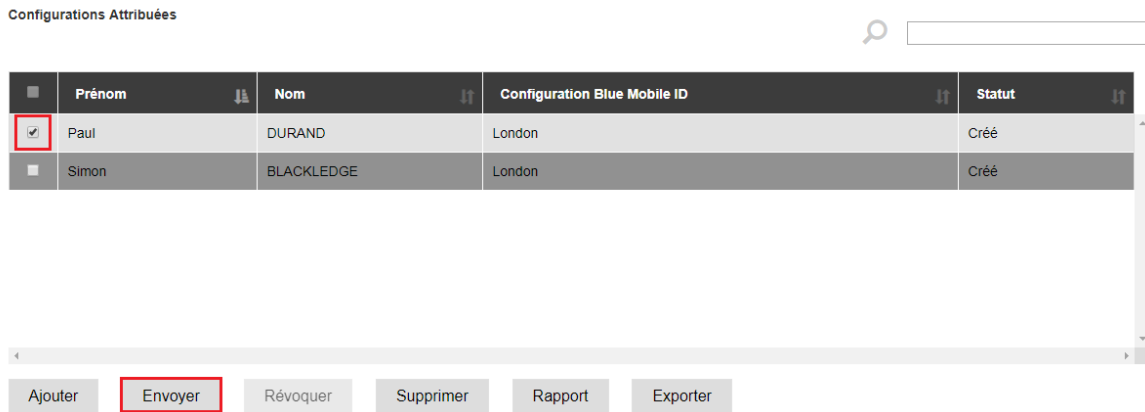 Configurations Attribuées
Prénom Nom Configuration Blue Mobile ID Statut
Paul DURAND London Créé
Simon BLACKLEDGE London Créé
Ajouter Envoyer Révoquer Supprimer Rapport Exporter